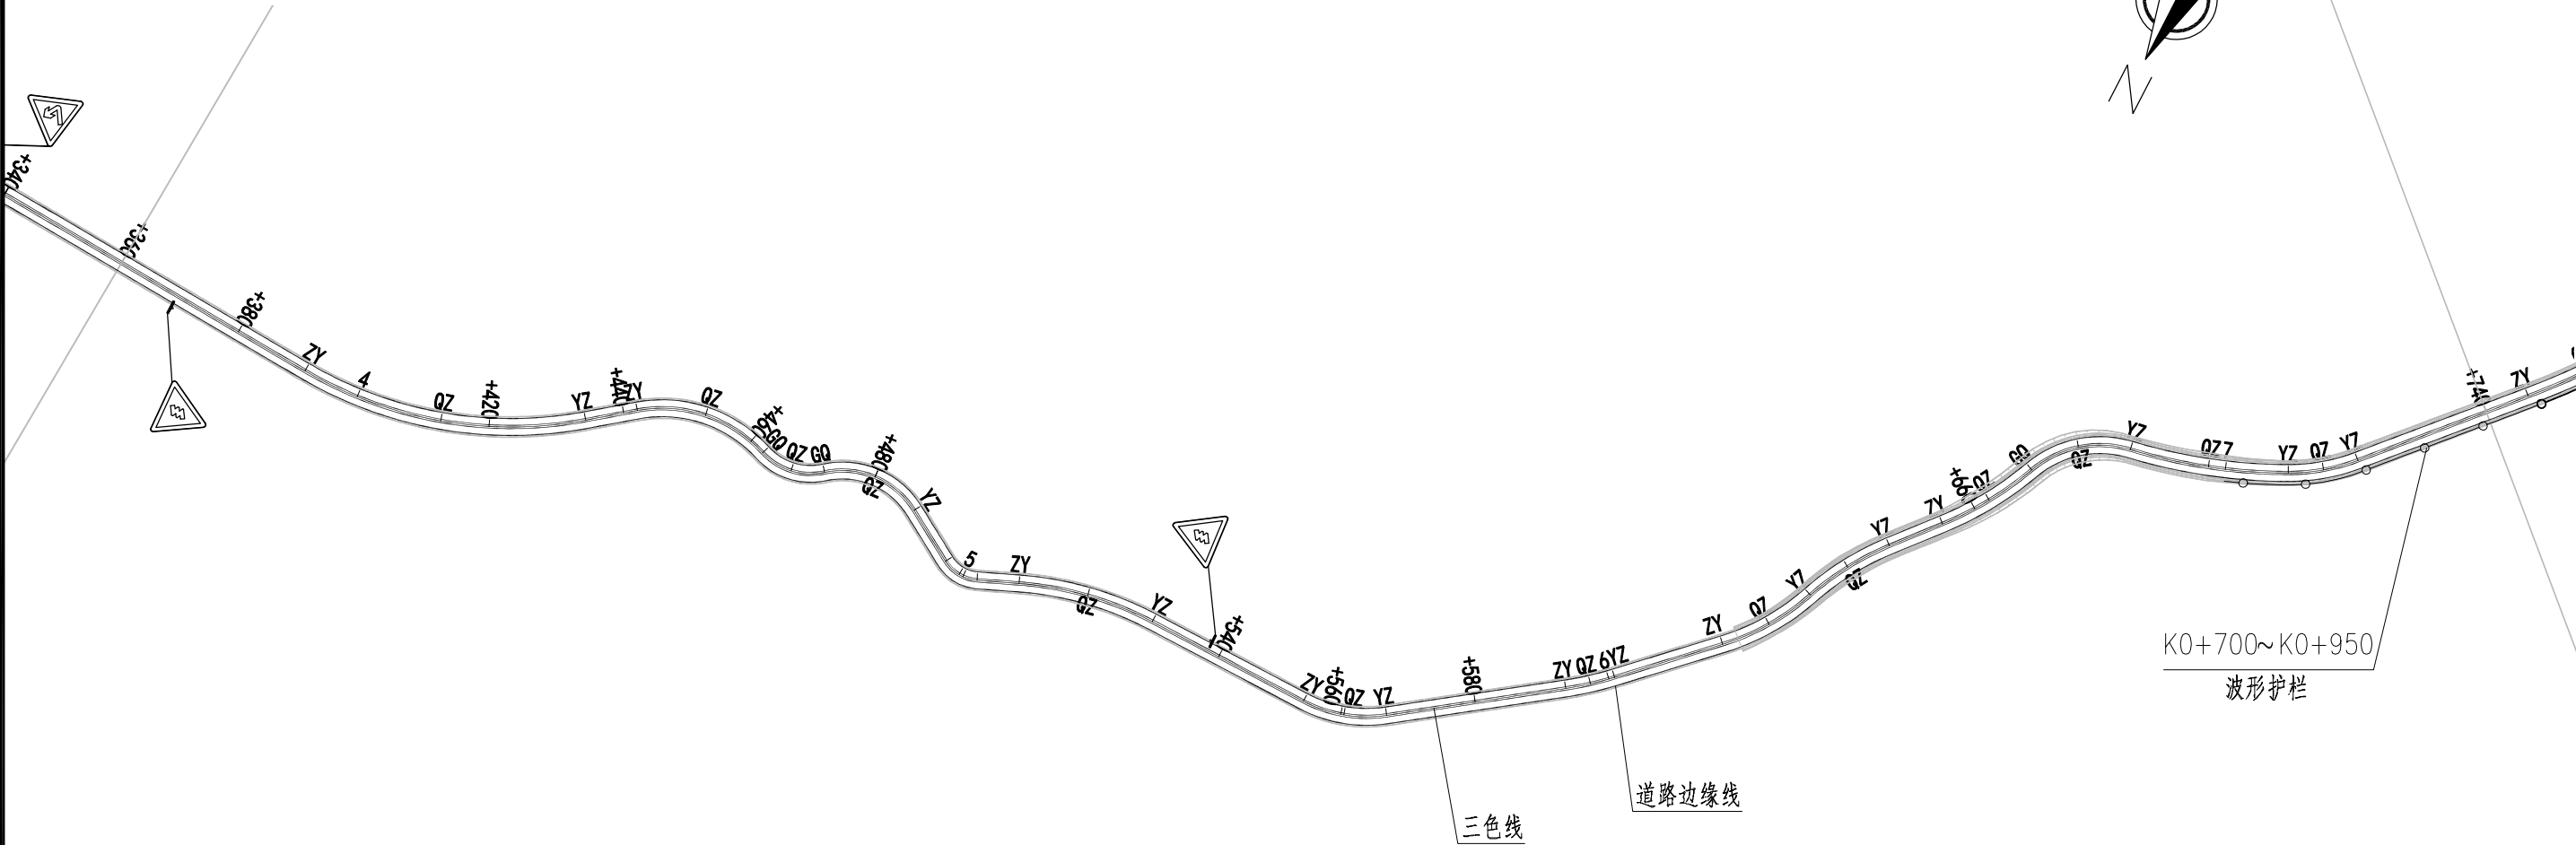 N
+340
+360
+380
ZY
4
QZ
+420
YZ
+440
ZY
QZ
+460
GQ
QZ
GQ
+480
QZ
YZ
5
ZY
QZ
YZ
+540
ZY
+560
QZ
YZ
+580
ZY
QZ
6
YZ
ZY
QZ
YZ
QZ
YZ
ZY
+660
QZ
GQ
QZ
YZ
QZ
7
YZ
QZ
YZ
+740
ZY
K0+700~K0+950
波形护栏
道路边缘线
三色线